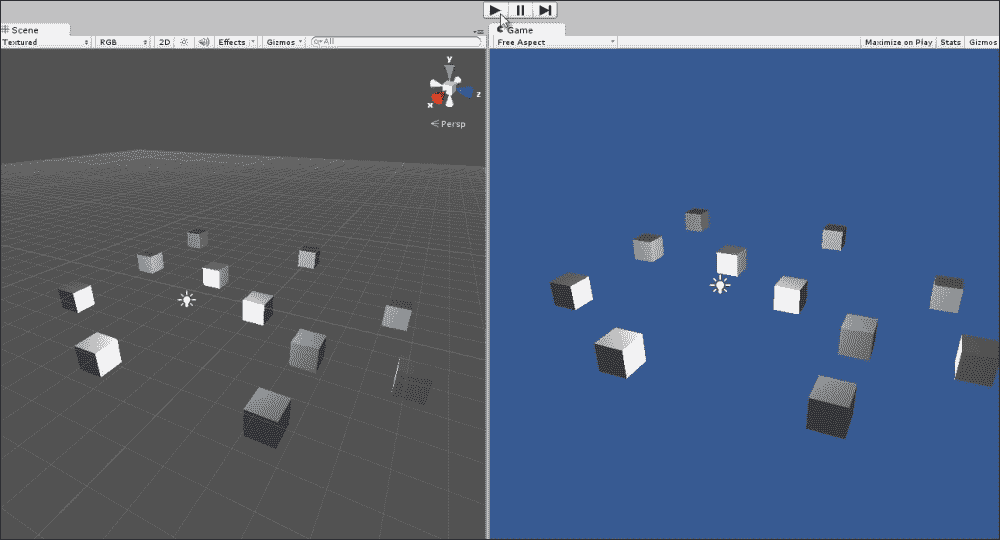 Scene
Game
Textured
RGB
2D
Effects
Gizmos
All
Free Aspect
Maximize on Play
Stats
Gizmos
y
z
x
Persp